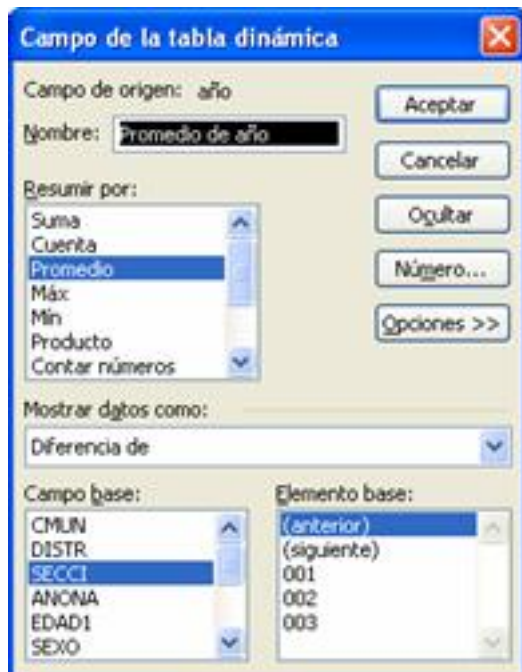 Campo de la tabla dinámica
Campo de origen: año
Nombre: Promedio de año
Resumir por:
Suma
Cuenta
Promedio
Máx
Mín
Producto
Contar números
Aceptar
Cancelar
Ocultar
Número...
Opciones >>
Mostrar datos como:
Diferencia de
Campo base:
CMUN
DISTR
SECCI
ANONA
EDAD1
SEXO
Elemento base:
(anterior)
(siguiente)
001
002
003